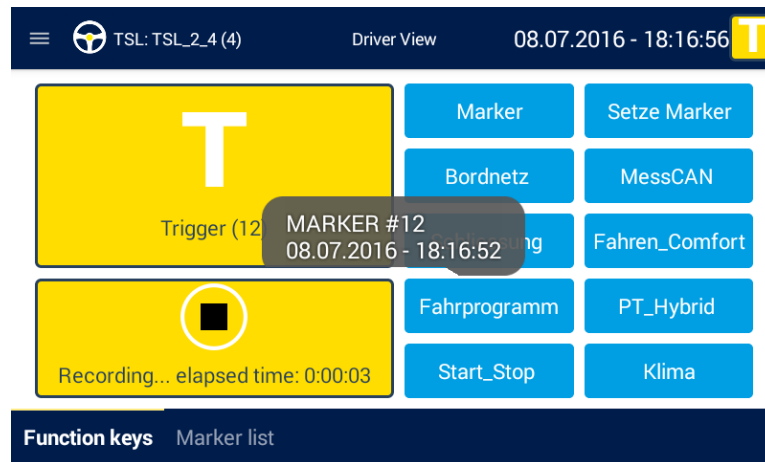 TSL: TSL_2_4 (4) Driver View 08.07.2016 - 18:16:56 T
T
Trigger (12)
MARKER #12
08.07.2016 - 18:16:52
Recording... elapsed time: 0:00:03
Marker Setze Marker
Bordnetz MessCAN
Fahren_Comfort
Fahrprogramm PT_Hybrid
Start_Stop Klima
Function keys Marker list